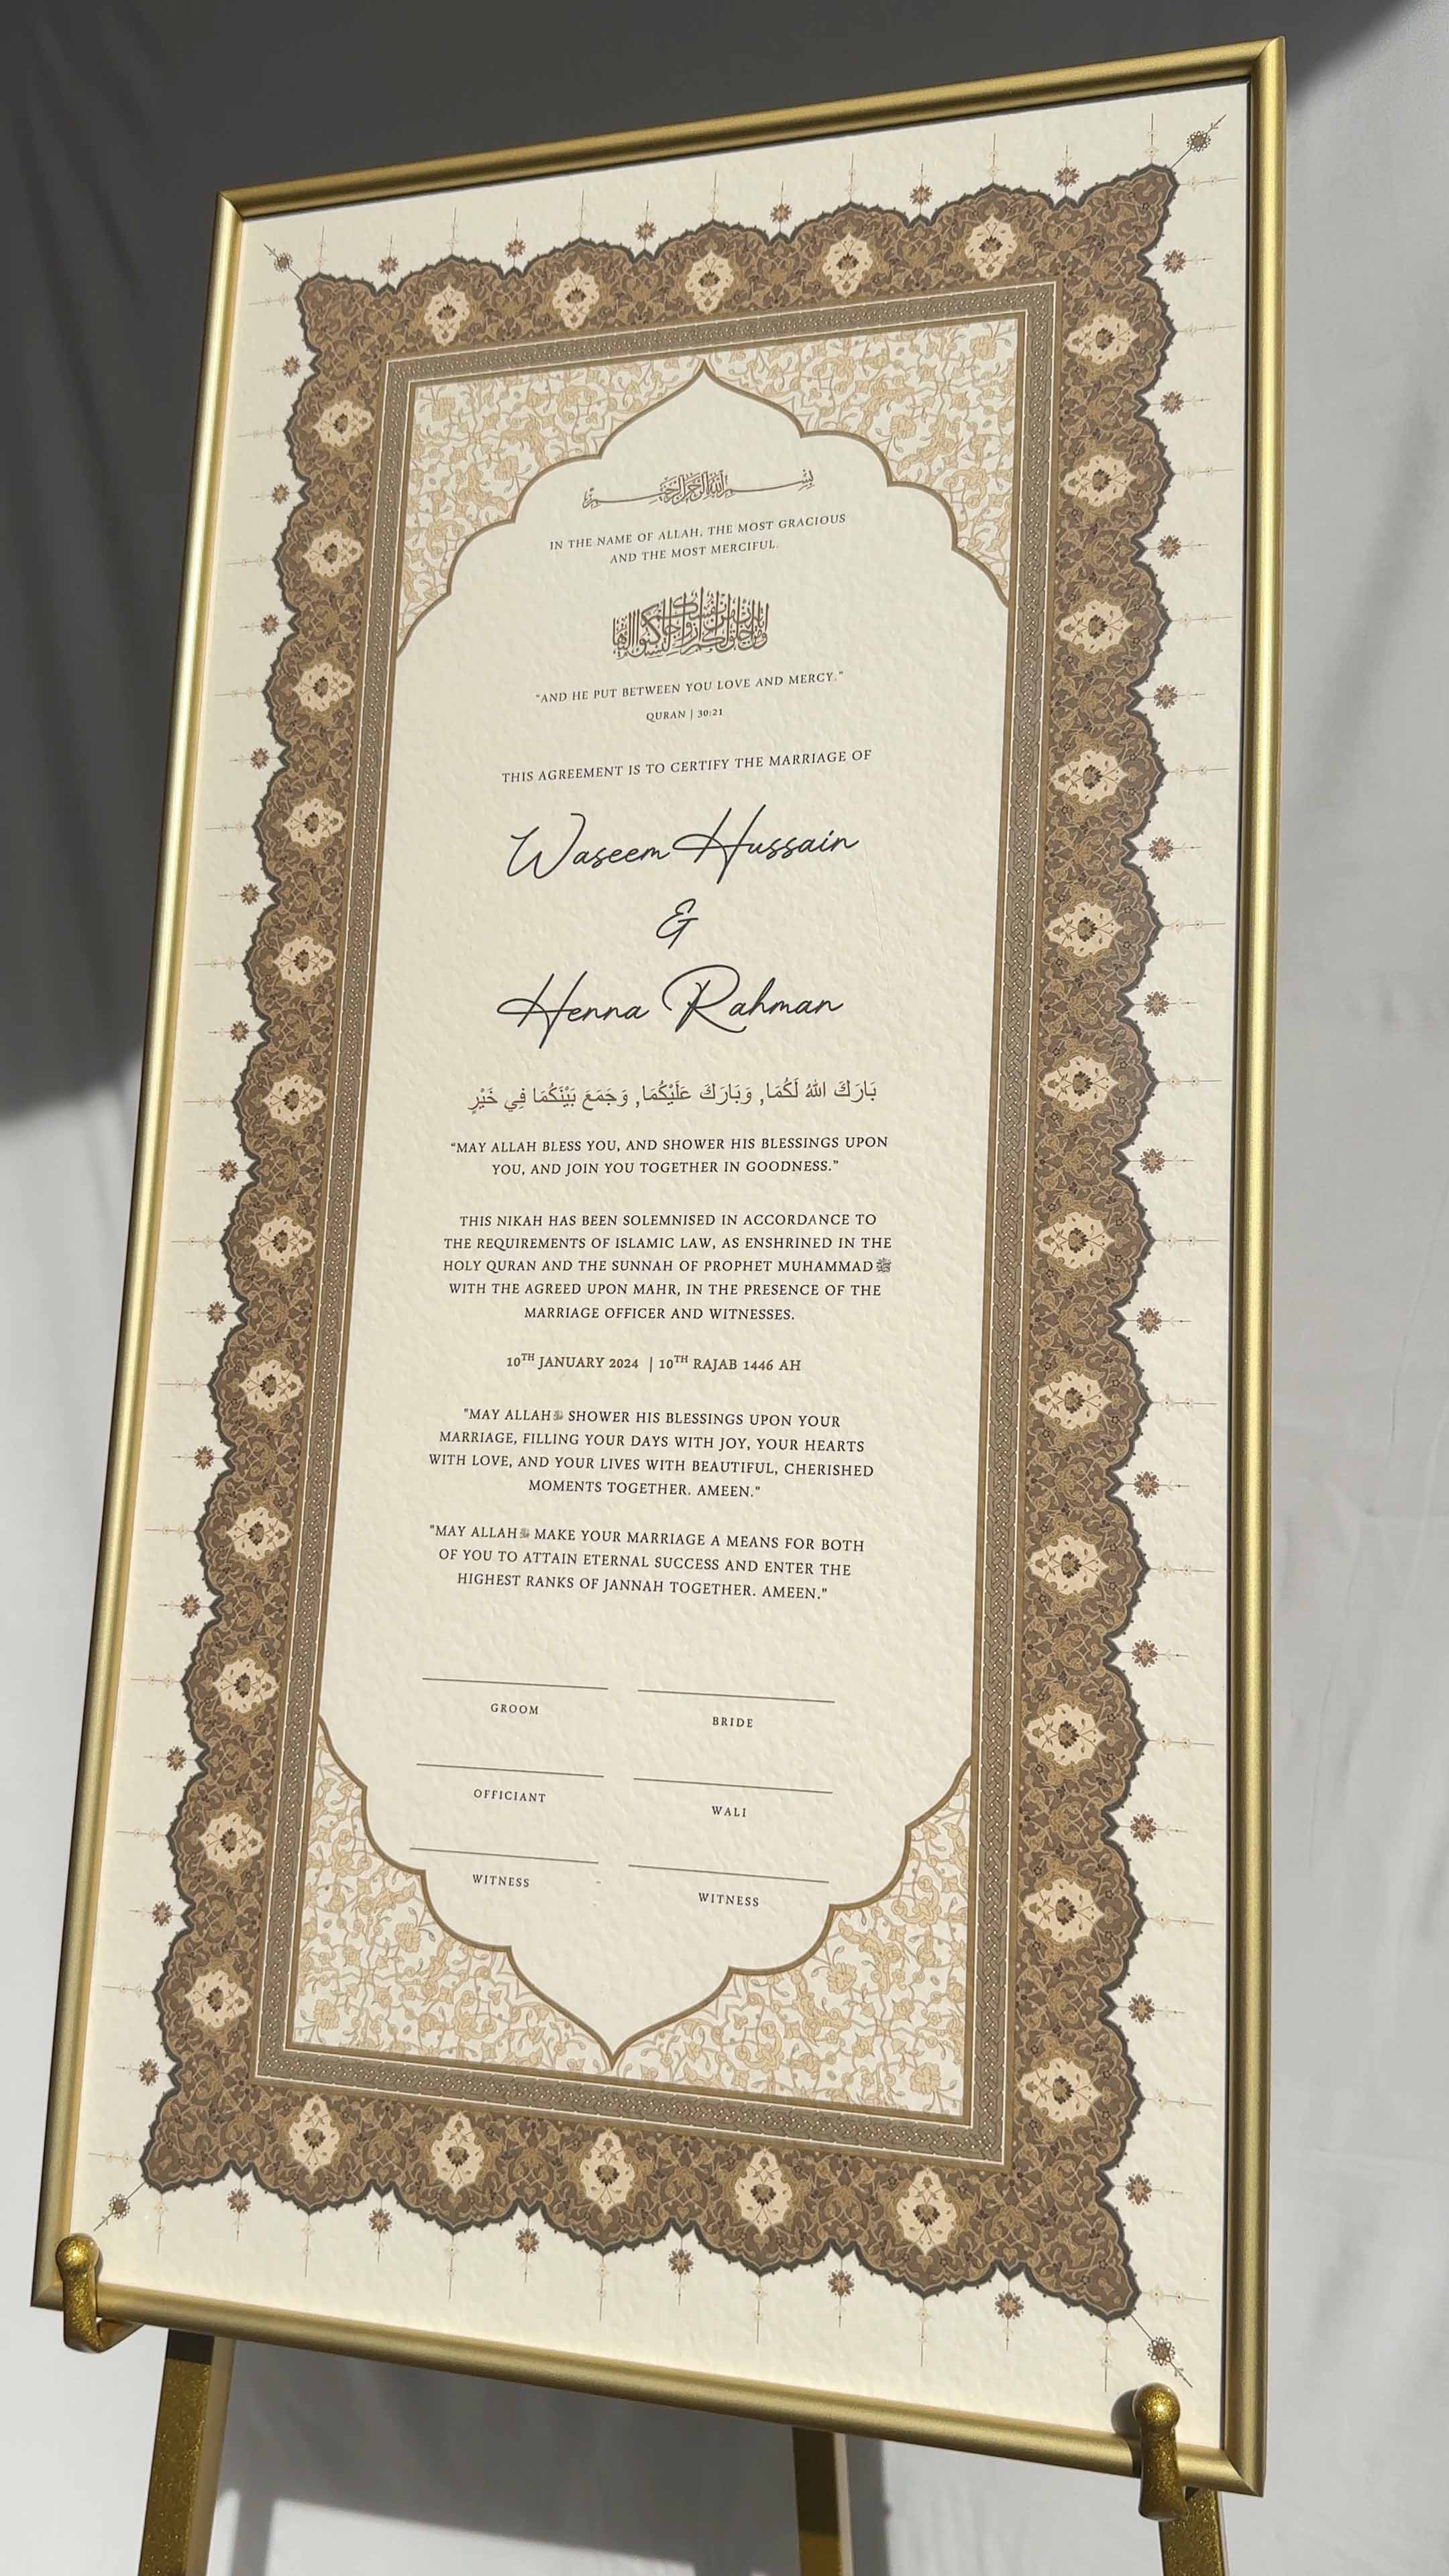 بسم الله الرحمن الرحيم
IN THE NAME OF ALLAH, THE MOST GRACIOUS
AND THE MOST MERCIFUL.
"AND HE PUT BETWEEN YOU LOVE AND MERCY."
QURAN | 30:21
THIS AGREEMENT IS TO CERTIFY THE MARRIAGE OF
Waseem Hussain
&
Henna Rahman
بَارَكَ اللهُ لَكُمَا, وَبَارَكَ عَلَيْكُمَا, وَجَمَعَ بَيْنَكُمَا فِي خَيْرٍ
“MAY ALLAH BLESS YOU, AND SHOWER HIS BLESSINGS UPON
YOU, AND JOIN YOU TOGETHER IN GOODNESS.”
THIS NIKAH HAS BEEN SOLEMNISED IN ACCORDANCE TO
THE REQUIREMENTS OF ISLAMIC LAW, AS ENSHRINED IN THE
HOLY QURAN AND THE SUNNAH OF PROPHET MUHAMMAD ﷺ
WITH THE AGREED UPON MAHR, IN THE PRESENCE OF THE
MARRIAGE OFFICER AND WITNESSES.
10TH JANUARY 2024 | 10TH RAJAB 1446 AH
"MAY ALLAH SHOWER HIS BLESSINGS UPON YOUR
MARRIAGE, FILLING YOUR DAYS WITH JOY, YOUR HEARTS
WITH LOVE, AND YOUR LIVES WITH BEAUTIFUL, CHERISHED
MOMENTS TOGETHER. AMEEN."
"MAY ALLAH MAKE YOUR MARRIAGE A MEANS FOR BOTH
OF YOU TO ATTAIN ETERNAL SUCCESS AND ENTER THE
HIGHEST RANKS OF JANNAH TOGETHER. AMEEN."
GROOM BRIDE
OFFICIANT WALI
WITNESS WITNESS